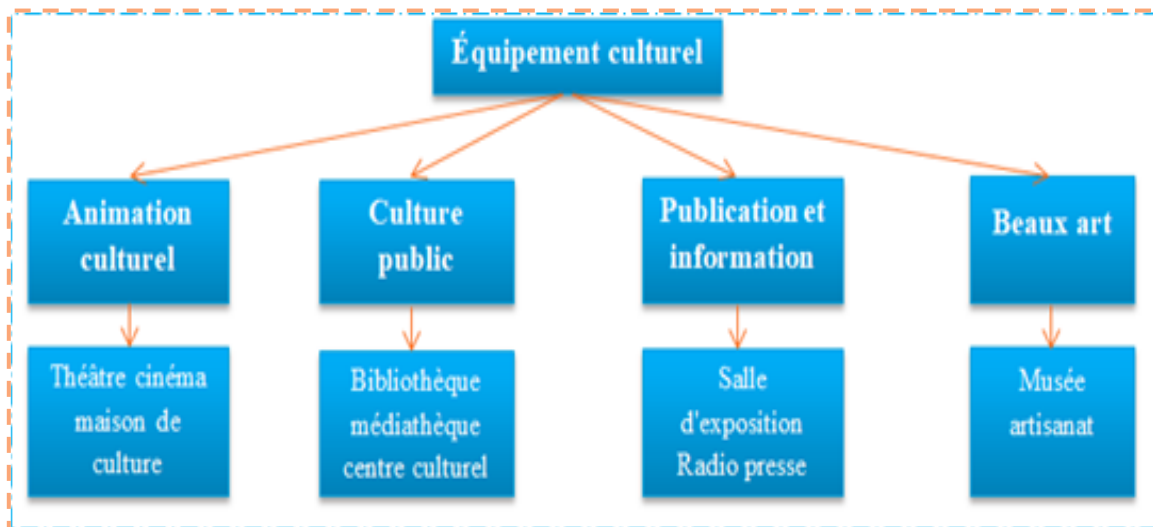 Équipement culturel
Animation
culturel
Culture
public
Publication et
information
Beaux art
Théâtre cinéma
maison de
culture
Bibliothèque
médiathèque
centre culturel
Salle
d'exposition
Radio presse
Musée
artisanat